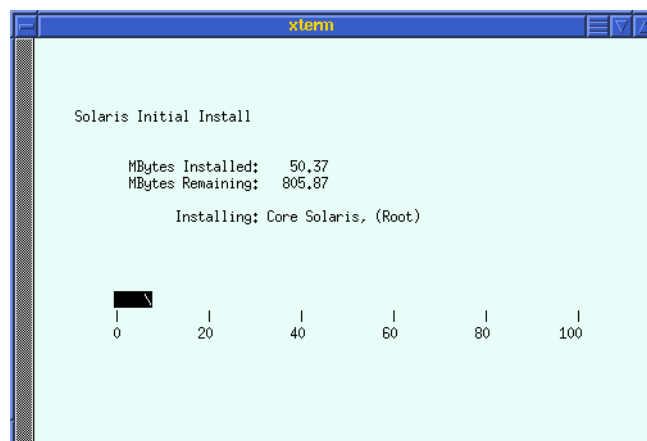 xterm
Solaris Initial Install
MBytes Installed: 50.37
MBytes Remaining: 805.87
Installing: Core Solaris, (Root)
\
| | | | | |
0 20 40 60 80 100